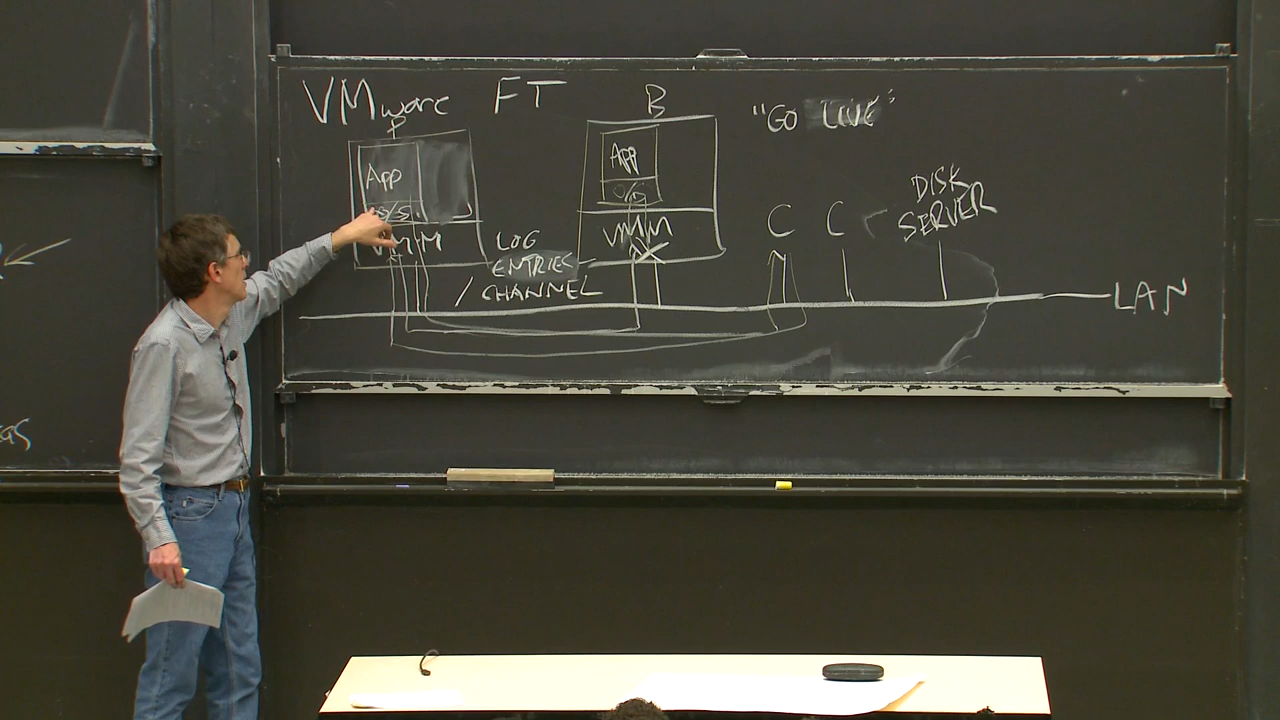 VMware FT
P
App
O/S
VMM
B
App
O/S
VMM
"GO LIVE"
LOG
ENTRIES
/ CHANNEL
C
C
DISK
SERVER
LAN